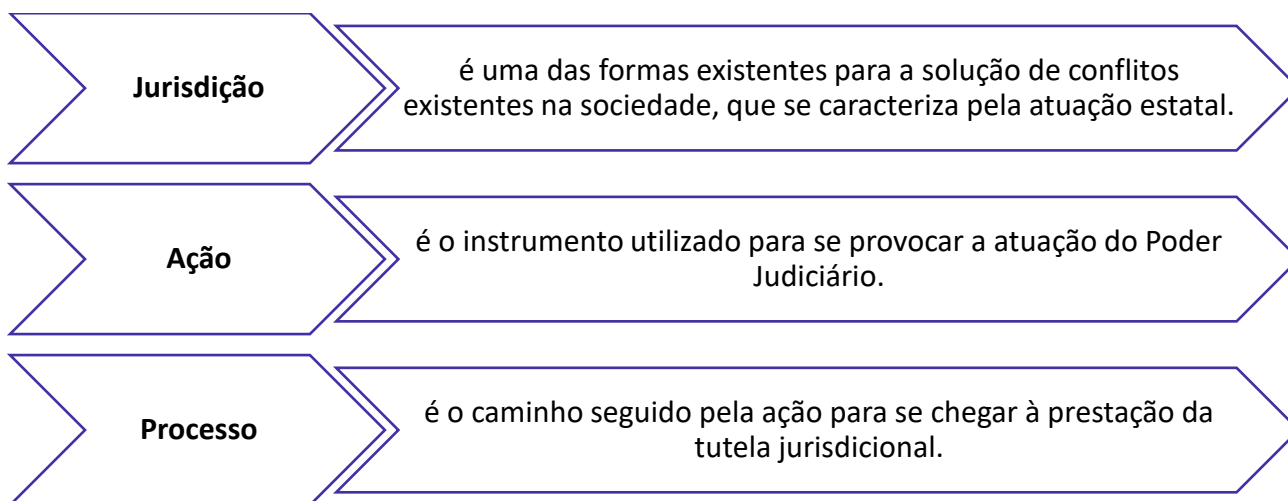 Jurisdição
é uma das formas existentes para a solução de conflitos
existentes na sociedade, que se caracteriza pela atuação estatal.
Ação
é o instrumento utilizado para se provocar a atuação do Poder
Judiciário.
Processo
é o caminho seguido pela ação para se chegar à prestação da
tutela jurisdicional.